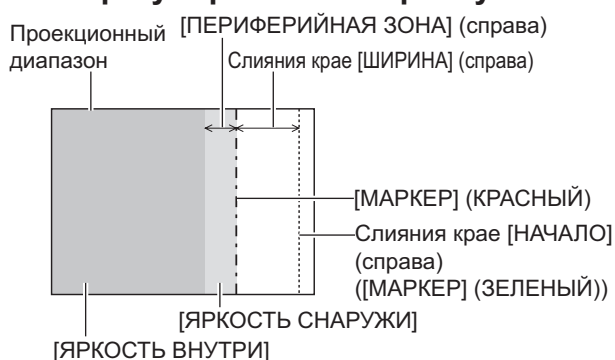 Проекционный
диапазон
[ПЕРИФЕРИЙНАЯ ЗОНА] (справа)
Слияния крае [ШИРИНА] (справа)
[МАРКЕР] (КРАСНЫЙ)
Слияния крае [НАЧАЛО]
(справа)
([МАРКЕР] (ЗЕЛЕНЫЙ))
[ЯРКОСТЬ СНАРУЖИ]
[ЯРКОСТЬ ВНУТРИ]